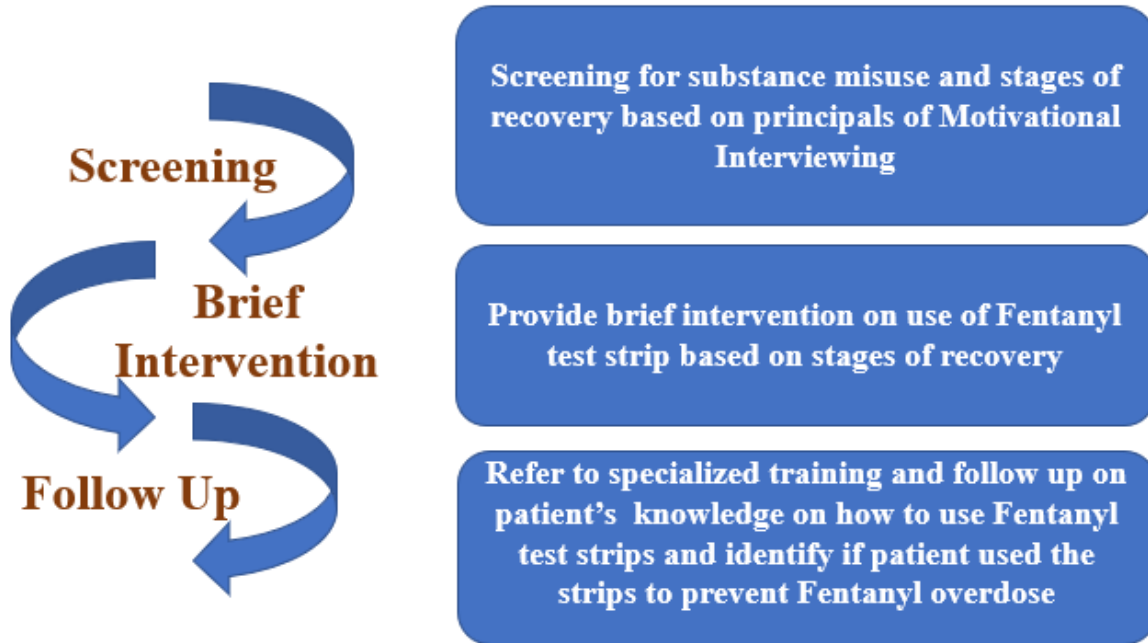 Screening
Screening for substance misuse and stages of
recovery based on principals of Motivational
Interviewing
Brief
Intervention
Provide brief intervention on use of Fentanyl
test strip based on stages of recovery
Follow Up
Refer to specialized training and follow up on
patient’s  knowledge on how to use Fentanyl
test strips and identify if patient used the
strips to prevent Fentanyl overdose